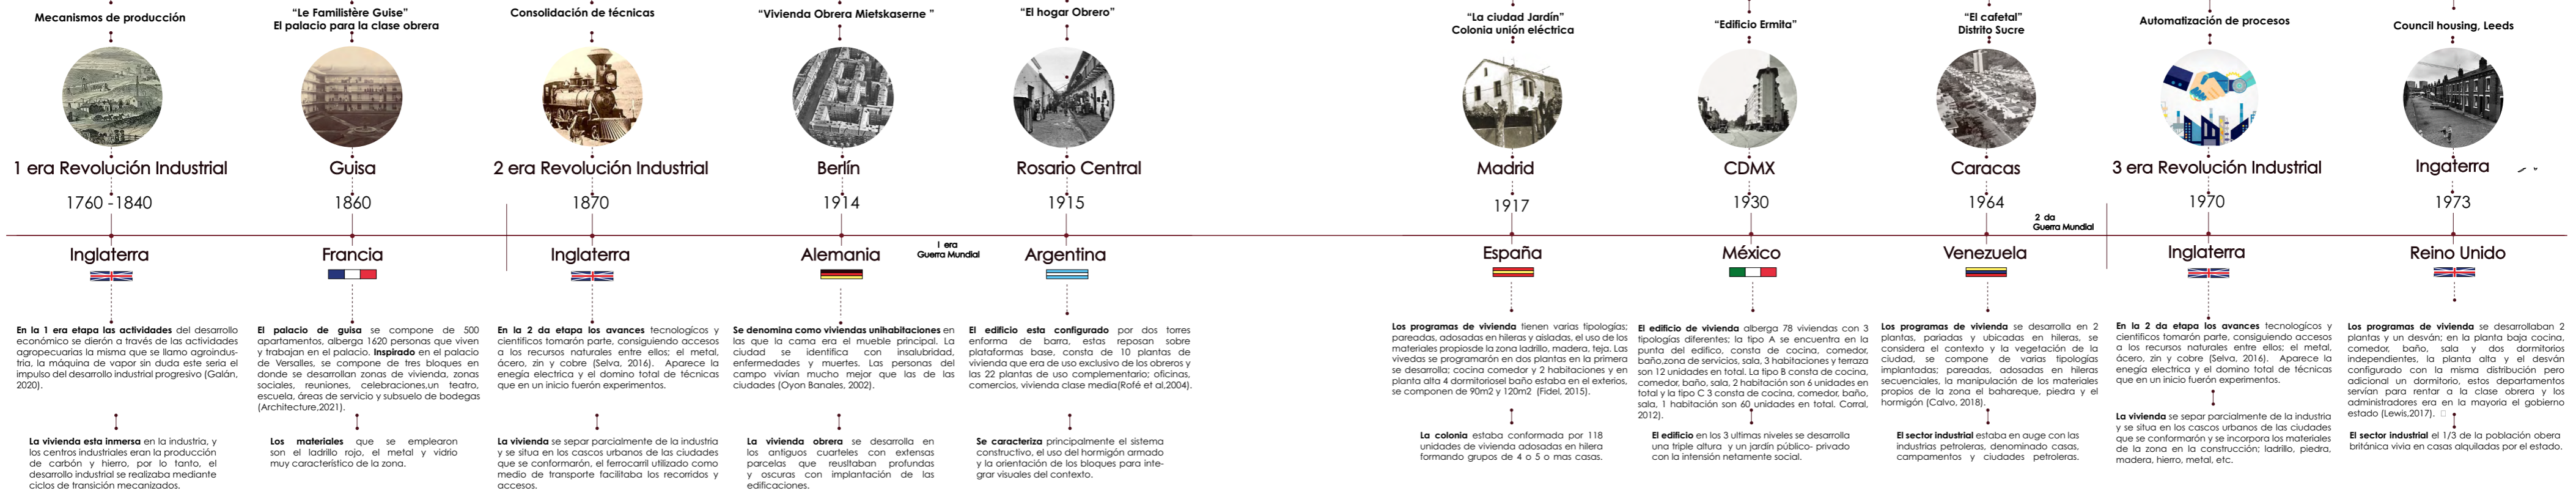 Mecanismos de producción
1 era Revolución Industrial
1760 -1840
Inglaterra
En la 1 era etapa las actividades del desarrollo
económico se dierón a través de las actividades
agropecuarias la misma que se llamo agroindus-
tria, la máquina de vapor sin duda este seria el
impulso del desarrollo industrial progresivo (Galán,
2020).
La vivienda esta inmersa en la industria, y
los centros industriales eran la producción
de carbón y hierro, por lo tanto, el
desarrollo industrial se realizaba mediante
ciclos de transición mecanizados.
“Le Familistère Guise”
El palacio para la clase obrera
Guisa
1860
Francia
El palacio de guisa se compone de 500
apartamentos, alberga 1620 personas que viven
y trabajan en el palacio. Inspirado en el palacio
de Versalles, se compone de tres bloques en
donde se desarrollan zonas de vivienda, zonas
sociales, reuniones, celebraciones,un teatro,
escuela, áreas de servicio y subsuelo de bodegas
(Architecture,2021).
Los materiales que se emplearon
son el ladrillo rojo, el metal y vidrio
muy característico de la zona.
Consolidación de técnicas
2 era Revolución Industrial
1870
Inglaterra
En la 2 da etapa los avances tecnologícos y
cientificos tomarón parte, consiguiendo accesos
a los recursos naturales entre ellos; el metal,
ácero, zin y cobre (Selva, 2016). Aparece la
enegía electrica y el domino total de técnicas
que en un inicio fuerón experimentos.
La vivienda se separ parcialmente de la industria
y se situa en los cascos urbanos de las ciudades
que se conformarón, el ferrocarril utilizado como
medio de transporte facilitaba los recorridos y
accesos.
“Vivienda Obrera Mietskaserne ”
Berlín
1914
Alemania
Se denomina como viviendas unihabitaciones en
las que la cama era el mueble principal. La
ciudad se identifica con insalubridad,
enfermedades y muertes. Las personas del
campo vivían mucho mejor que las de las
ciudades (Oyon Banales, 2002).
La vivienda obrera se desarrolla en
los antiguos cuarteles con extensas
parcelas que reusltaban profundas
y oscuras con implantación de las
edificaciones.
1 era
Guerra Mundial
“El hogar Obrero”
Rosario Central
1915
Argentina
El edificio esta configurado por dos torres
enforma de barra, estas reposan sobre
plataformas base, consta de 10 plantas de
vivienda que era de uso exclusivo de los obreros y
las 22 plantas de uso complementario; oficinas,
comercios, vivienda clase media(Rofé et al,2004).
Se caracteriza principalmente el sistema
constructivo, el uso del hormigón armado
y la orientación de los bloques para inte-
grar visuales del contexto.
“La ciudad Jardín”
Colonia unión eléctrica
Madrid
1917
España
Los programas de vivienda tienen varias tipologías;
pareadas, adosadas en hileras y aisladas, el uso de los
materiales propiosde la zona ladrillo, madera, teja. Las
vivedas se programarón en dos plantas en la primera
se desarrolla; cocina comedor y 2 habitaciones y en
planta alta 4 dormitoriosel baño estaba en el exterios,
se componen de 90m2 y 120m2 (Fidel, 2015).
La colonia estaba conformada por 118
unidades de vivienda adosadas en hilera
formando grupos de 4 o 5 o mas casas.
“Edificio Ermita”
CDMX
1930
México
El edificio de vivienda alberga 78 viviendas con 3
tipologías diferentes; la tipo A se encuentra en la
punta del edifico, consta de cocina, comedor,
baño,zona de servicios, sala, 3 habitaciones y terraza
son 12 unidades en total. La tipo B consta de cocina,
comedor, baño, sala, 2 habitación son 6 unidades en
total y la tipo C 3 consta de cocina, comedor, baño,
sala, 1 habitación son 60 unidades en total. Corral,
2012).
El edificio en los 3 ultimas niveles se desarrolla
una triple altura y un jardín público- privado
con la intensión netamente social.
“El cafetal”
Distrito Sucre
Caracas
1964
Venezuela
Los programas de vivienda se desarrolla en 2
plantas, pariadas y ubicadas en hileras, se
considera el contexto y la vegetación de la
ciudad, se compone de varias tipologías
implantadas; pareadas, adosadas en hileras
secuenciales, la manipulación de los materiales
propios de la zona el bahareque, piedra y el
hormigón (Calvo, 2018).
El sector industrial estaba en auge con las
industrias petroleras, denominado casas,
campamentos y ciudades petroleras.
2 da
Guerra Mundial
Automatización de procesos
3 era Revolución Industrial
1970
Inglaterra
En la 2 da etapa los avances tecnológicos y
cientificos tomarón parte, consiguiendo accesos
a los recursos naturales entre ellos; el metal,
ácero, zin y cobre (Selva, 2016). Aparece la
enegía electrica y el domino total de técnicas
que en un inicio fuerón experimentos.
La vivienda se separ parcialmente de la industria
y se situa en los cascos urbanos de las ciudades
que se conformarón y se incorpora los materiales
de la zona en la construcción; ladrillo, piedra,
madera, hierro, metal, etc.
Council housing, Leeds
Ingaterra
1973
Reino Unido
Los programas de vivienda se desarrollaban 2
plantas y un desván; en la planta baja cocina,
comedor, baño, sala y dos dormitorios
independientes, la planta alta y el desván
configurado con la misma distribución pero
adicional un dormitorio, estos departamentos
servían para rentar a la clase obrera y los
administradores era en la mayoría el gobierno
estado (Lewis,2017).
El sector industrial el 1/3 de la población obera
británica vivia en casas alquiladas por el estado.